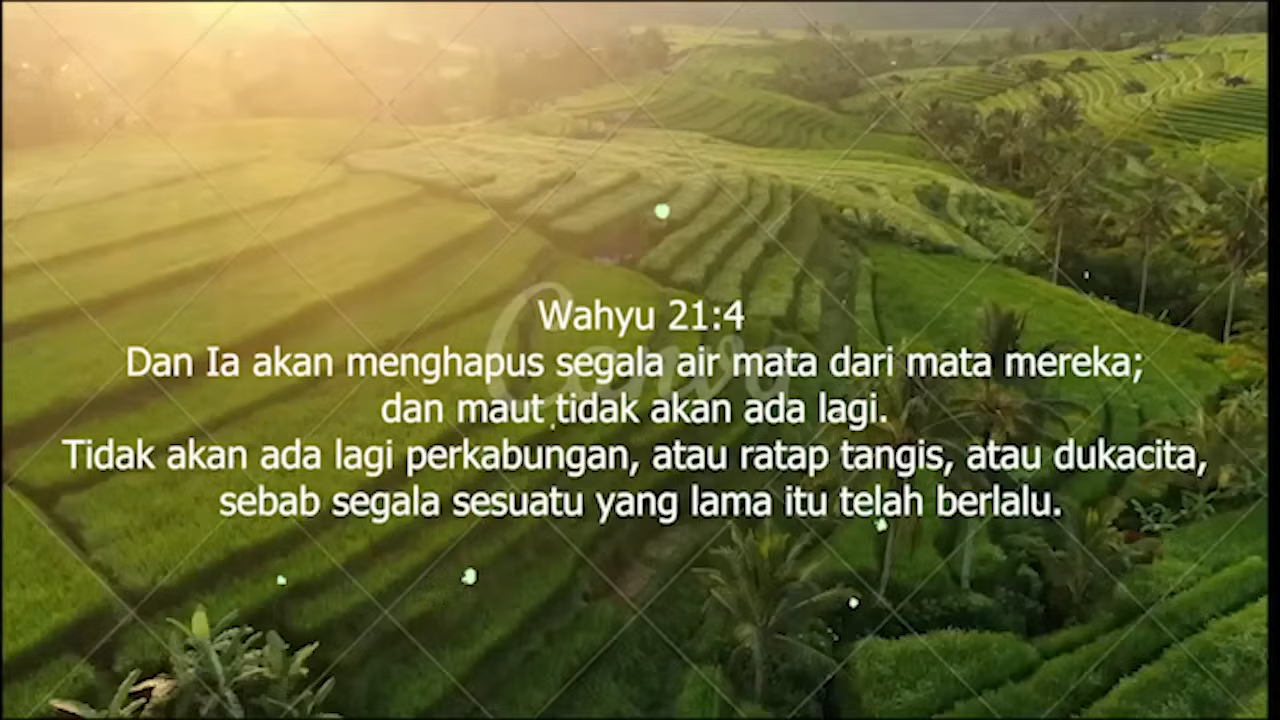 Wahyu 21:4
Dan Ia akan menghapus segala air mata dari mata mereka;
dan maut tidak akan ada lagi.
Tidak akan ada lagi perkabungan, atau ratap tangis, atau dukacita,
sebab segala sesuatu yang lama itu telah berlalu.
Canva